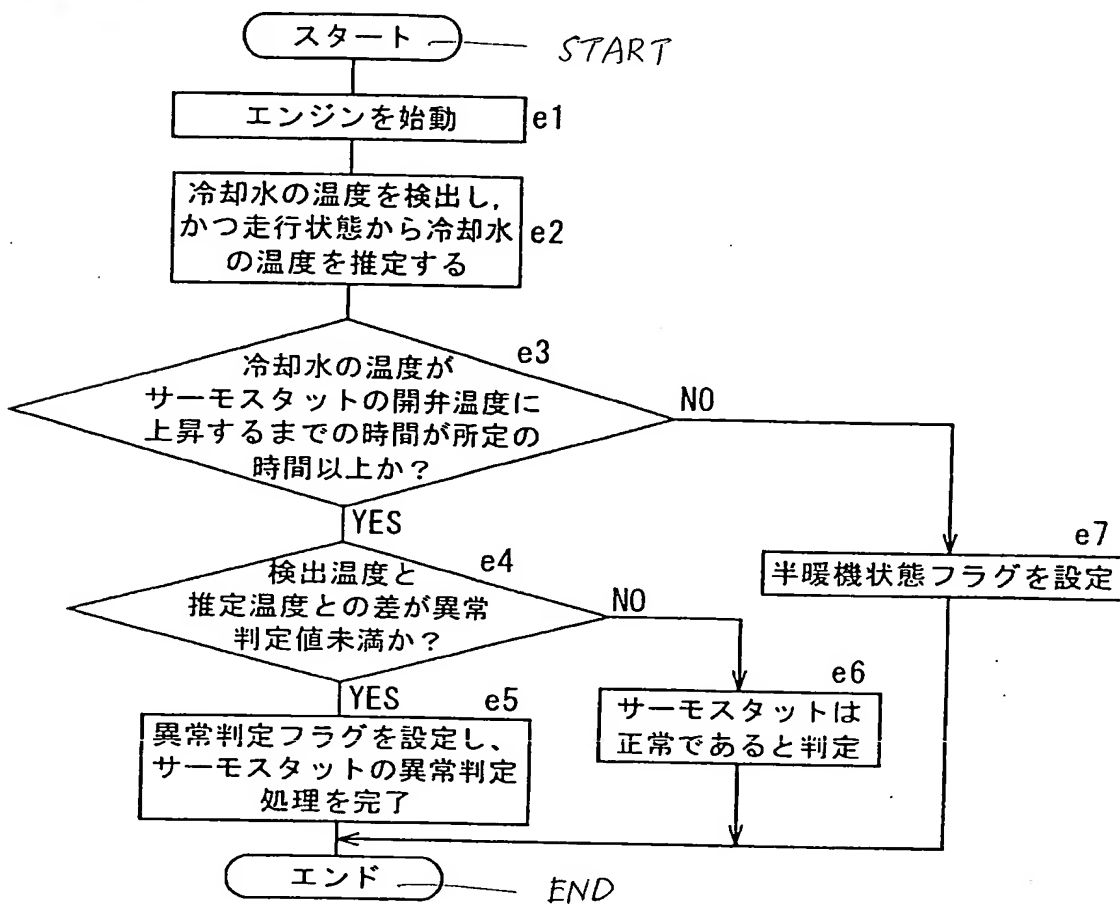 スタート
START
エンジンを始動
e1
冷却水の温度を検出し,
かつ走行状態から冷却水
の温度を推定する
e2
e3
冷却水の温度が
サーモスタットの開弁温度に
上昇するまでの時間が所定の
時間以上か?
NO
YES
e4
検出温度と
推定温度との差が異常
判定値未満か?
NO
e7
半暖機状態フラグを設定
YES
e5
異常判定フラグを設定し、
サーモスタットの異常判定
処理を完了
e6
サーモスタットは
正常であると判定
エンド
END